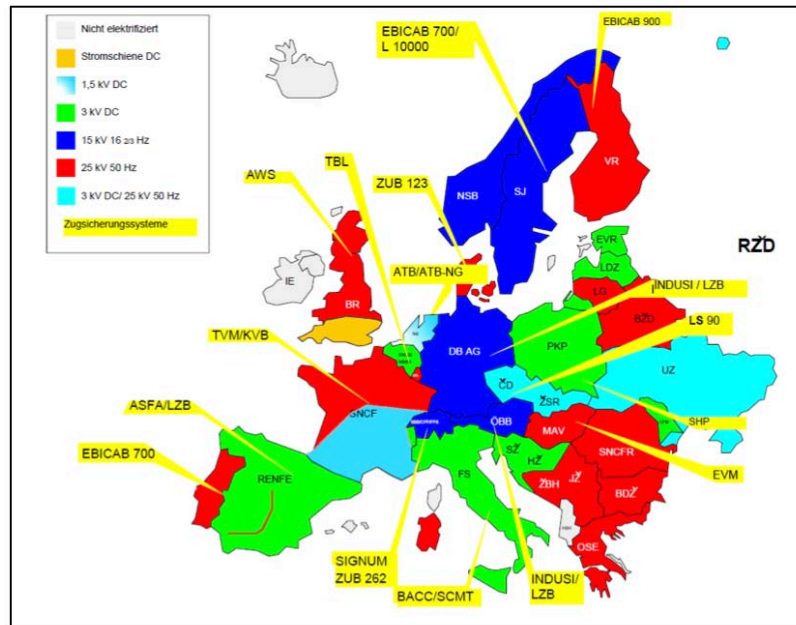 Nicht elektrifiziert
Stromschiene DC
1,5 kV DC
3 kV DC
15 kV 16 2/3 Hz
25 kV 50 Hz
3 kV DC/ 25 kV 50 Hz
Zugsicherungssysteme
EBICAB 700/
L 10000
EBICAB 900
TBL
AWS
ZUB 123
ATB/ATB-NG
NSB
SJ
VR
EVR
LDZ
LG
RŽD
IE
BR
INDUSI / LZB
BŽD
LS 90
TVM/KVB
DB AG
PKP
UZ
ČD
ŽSR
SHP
ASFA/LZB
SNCF
ÖBB
MAV
EBICAB 700
RENFE
FS
SŽ
HŽ
SNCFR
EVM
ŽBH
JŽ
BDŽ
OSE
SIGNUM
ZUB 262
BACC/SCMT
INDUSI/
LZB